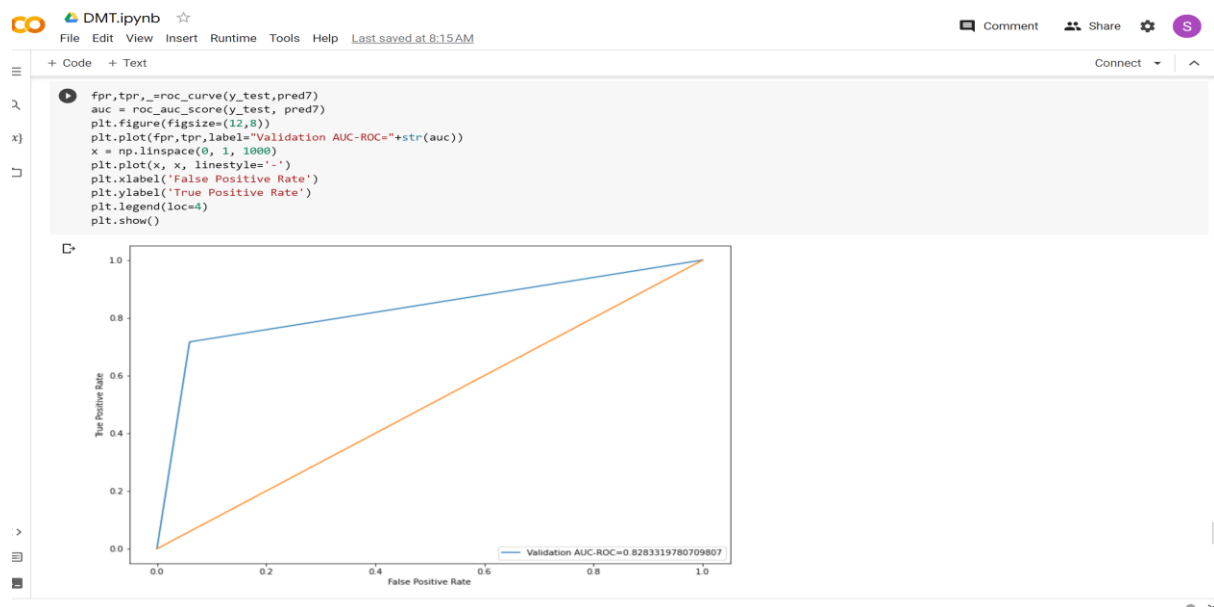 CO DMT.ipynb
File Edit View Insert Runtime Tools Help Last saved at 8:15 AM
Comment Share S
+ Code + Text
Connect
fpr,tpr,_=roc_curve(y_test,pred7)
auc = roc_auc_score(y_test, pred7)
plt.figure(figsize=(12,8))
plt.plot(fpr,tpr,label="Validation AUC-ROC="+str(auc))
x = np.linspace(0, 1, 1000)
plt.plot(x, x, linestyle='-')
plt.xlabel('False Positive Rate')
plt.ylabel('True Positive Rate')
plt.legend(loc=4)
plt.show()
x}
1.0
0.8
0.6
0.4
0.2
0.0
True Positive Rate
Validation AUC-ROC=0.8283319780709807
0.0 0.2 0.4 0.6 0.8 1.0
False Positive Rate